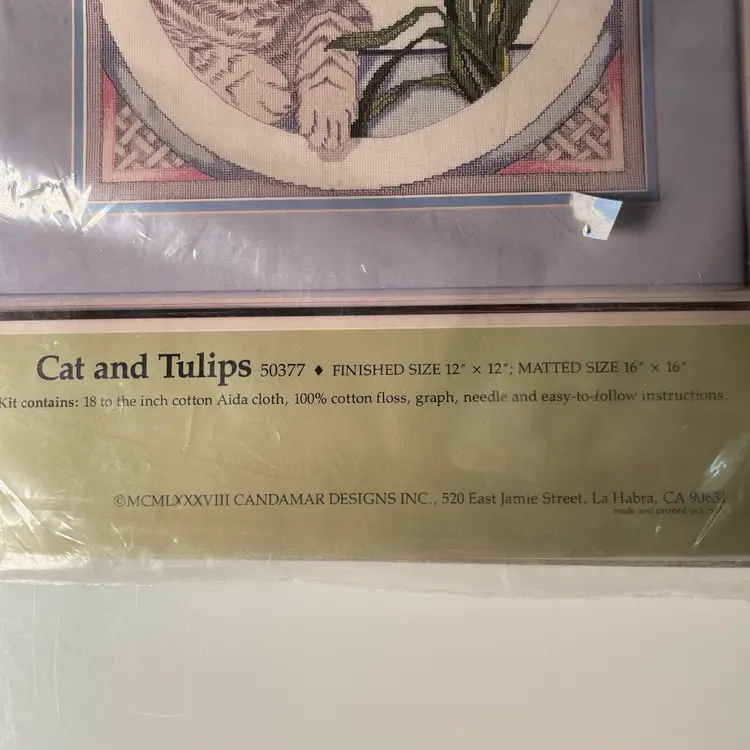 Cat and Tulips 50377 ♦ FINISHED SIZE 12" × 12"; MATTED SIZE 16" × 16"
Kit contains: 18 to the inch cotton Aida cloth, 100% cotton floss, graph, needle and easy-to-follow instructions.
©MCMLXXXVIII CANDAMAR DESIGNS INC., 520 East Jamie Street, La Habra, CA 90631
made and printed in U.S.A.